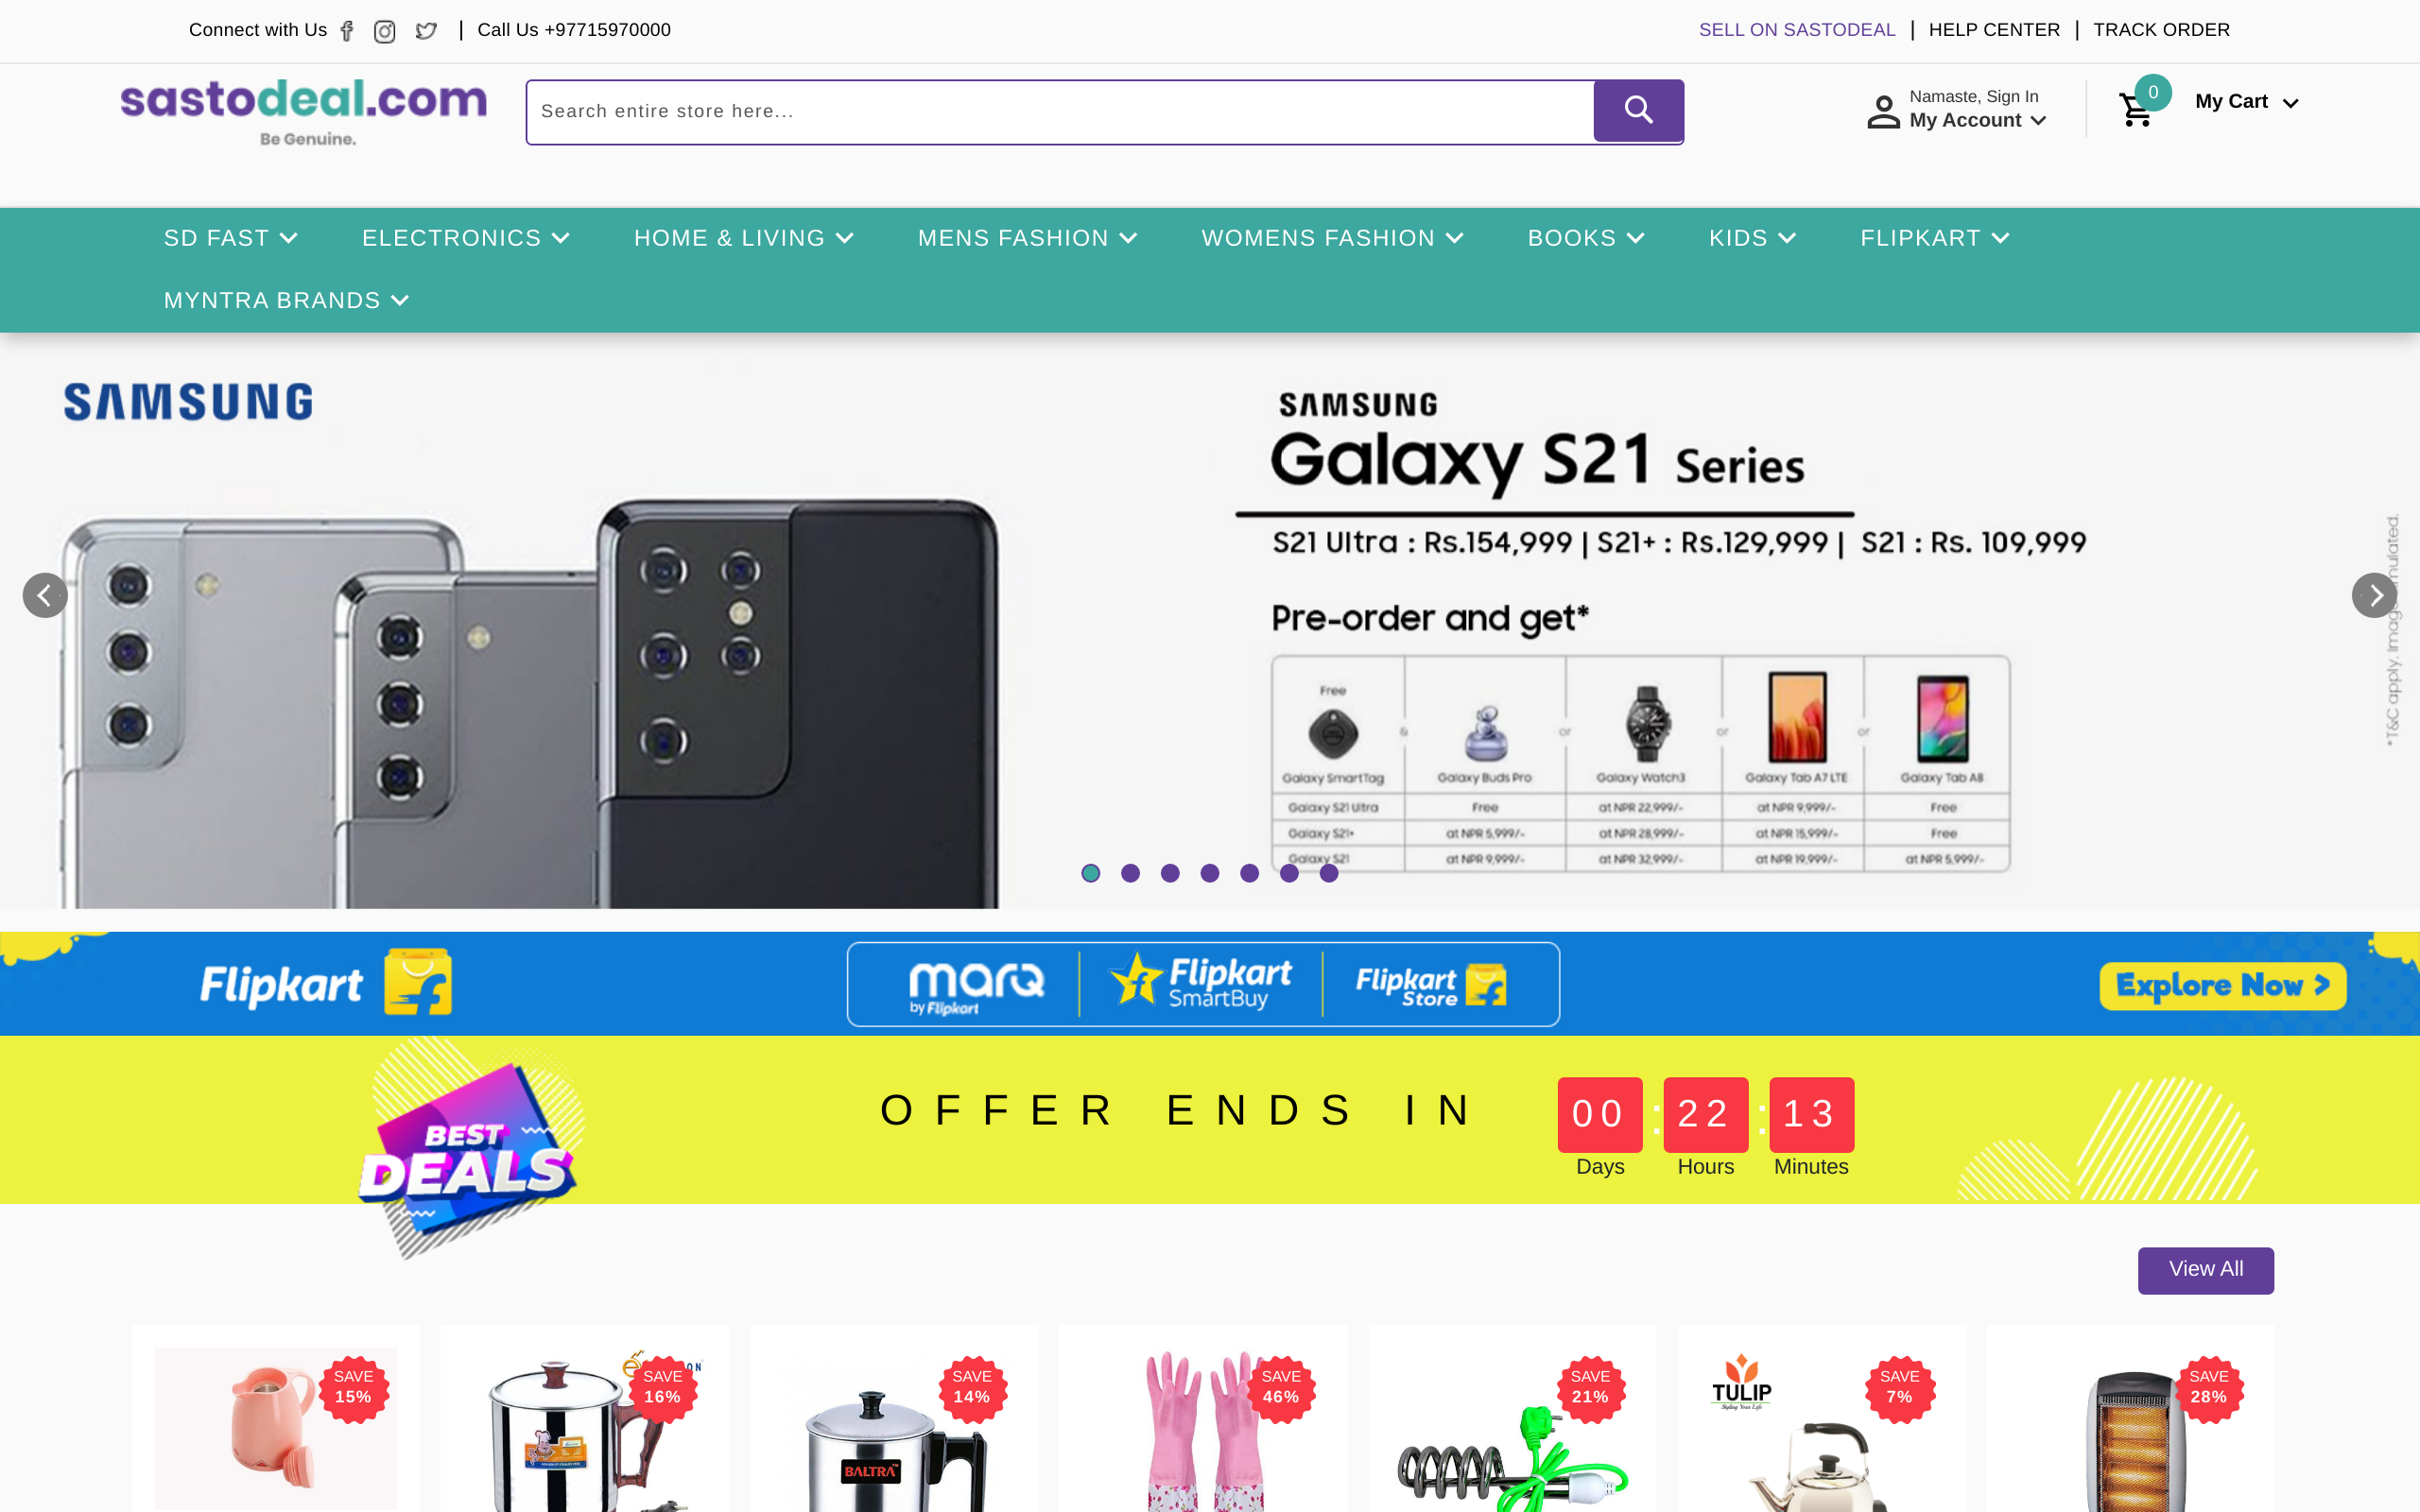 Connect with Us | Call Us +97715970000
SELL ON SASTODEAL | HELP CENTER | TRACK ORDER
sastodeal.com
Be Genuine.
Search entire store here...
Namaste, Sign In
My Account
0
My Cart
SD FAST
ELECTRONICS
HOME & LIVING
MENS FASHION
WOMENS FASHION
BOOKS
KIDS
FLIPKART
MYNTRA BRANDS
SAMSUNG
SAMSUNG
Galaxy S21 Series
S21 Ultra : Rs.154,999 | S21+ : Rs.129,999 | S21 : Rs. 109,999
Pre-order and get*
Free
& or or or
Galaxy SmartTag Galaxy Buds Pro Galaxy Watch3 Galaxy Tab A7 LTE Galaxy Tab A8
Galaxy S21 Ultra Free at NPR 22,999/- at NPR 9,999/- Free
Galaxy S21+ at NPR 5,999/- at NPR 28,999/- at NPR 15,999/- Free
Galaxy S21 at NPR 9,999/- at NPR 32,999/- at NPR 19,999/- at NPR 5,999/-
*T&C apply.
Flipkart
marQ
by Flipkart
Flipkart
SmartBuy
Flipkart
Store
Explore Now >
BEST
DEALS
OFFER ENDS IN
00 : 22 : 13
Days Hours Minutes
View All
SAVE
15%
SAVE
16%
SAVE
14%
BALTRA
SAVE
46%
SAVE
21%
TULIP
Styling Your Life
SAVE
7%
SAVE
28%